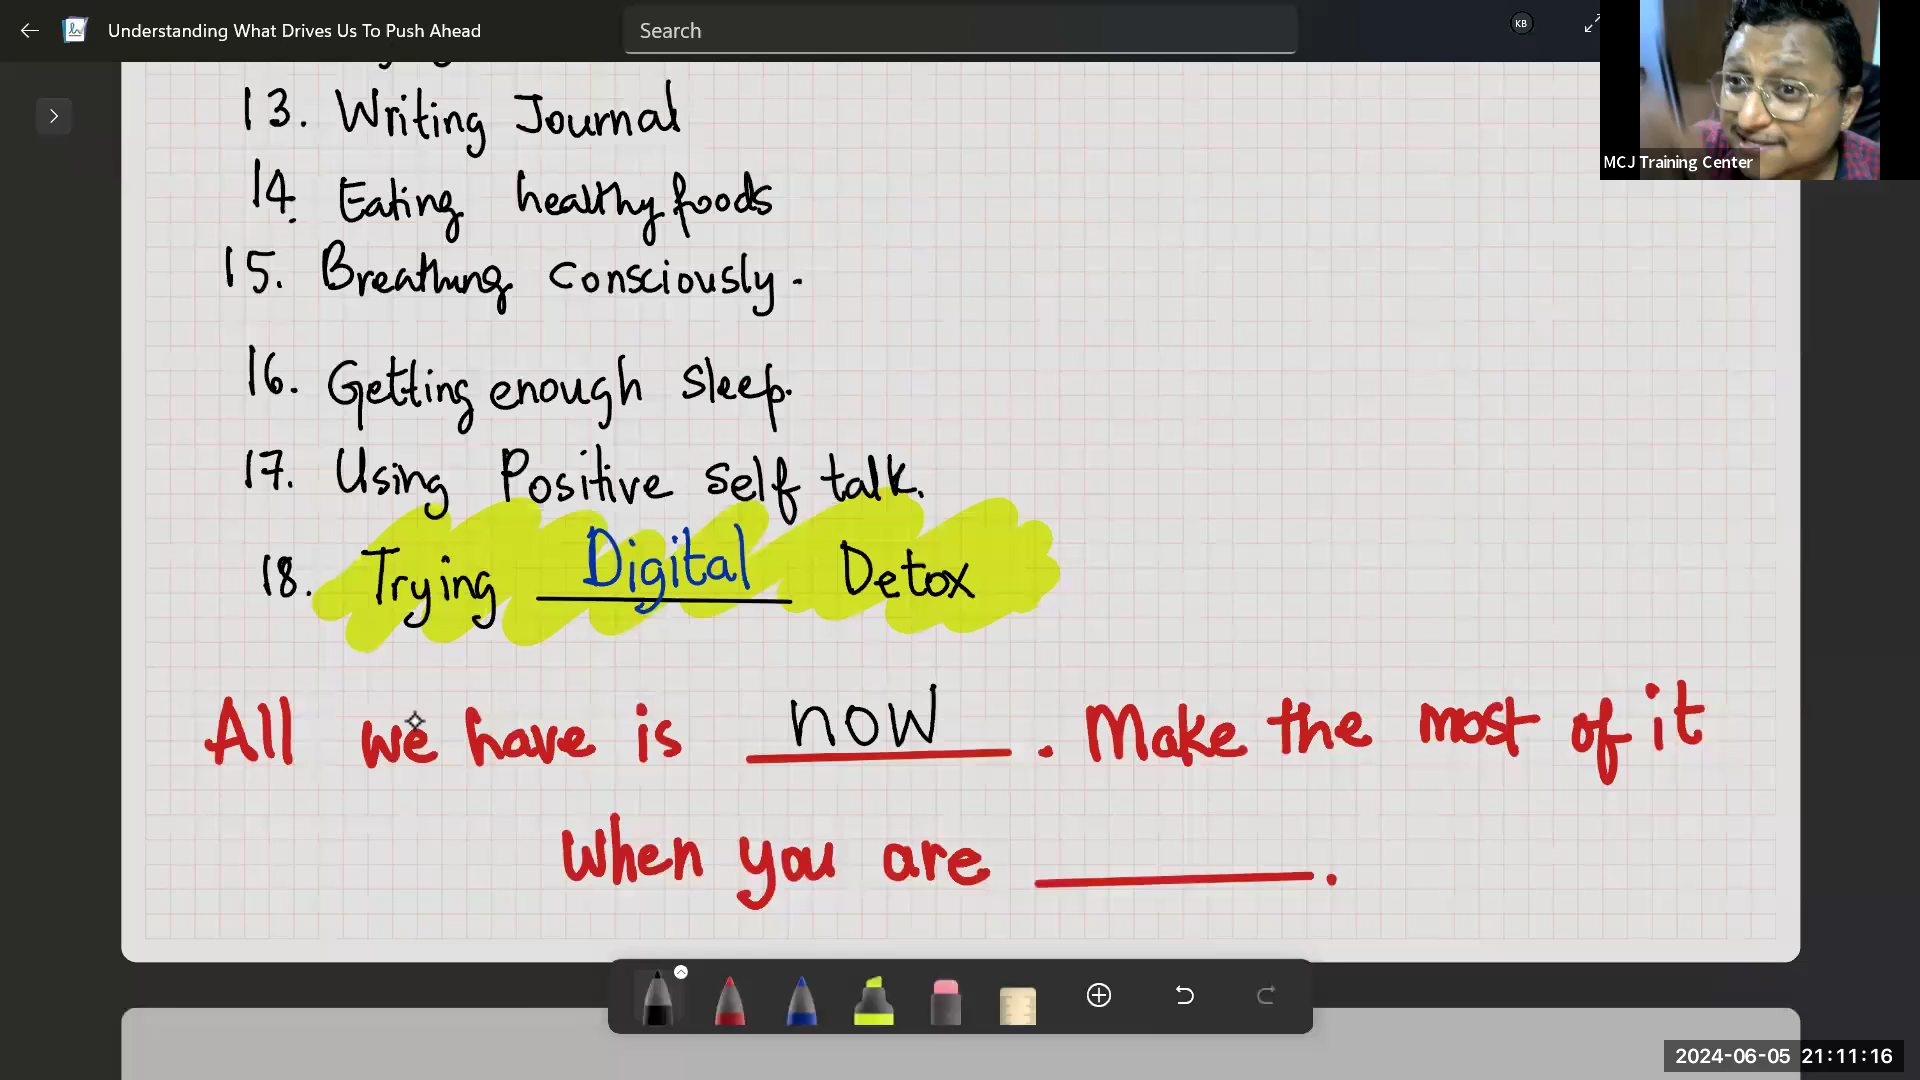 Understanding What Drives Us To Push Ahead
Search
KB
MCJ Training Center
13. Writing Journal
14. Eating healthy foods
15. Breathing Consciously.
16. Getting enough sleep.
17. Using Positive self talk.
18. Trying Digital Detox
All we have is now. Make the most of it
When you are ______.
2024-06-05 21:11:16